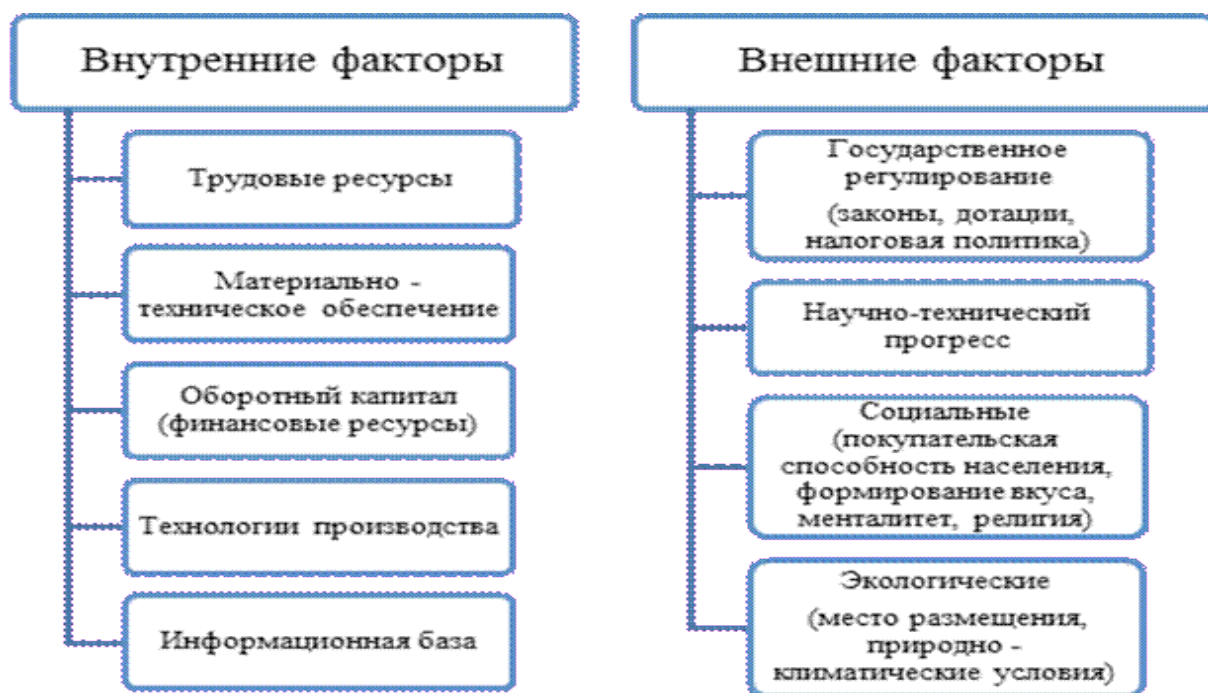 Внутренние факторы
Трудовые ресурсы
Материально -
техническое обеспечение
Оборотный капитал
(финансовые ресурсы)
Технологии производства
Информационная база
Внешние факторы
Государственное
регулирование
(законы, дотации,
налоговая политика)
Научно-технический
прогресс
Социальные
(покупательская
способность населения,
формирование вкуса,
менталитет, религия)
Экологические
(место размещения,
природно -
климатические условия)